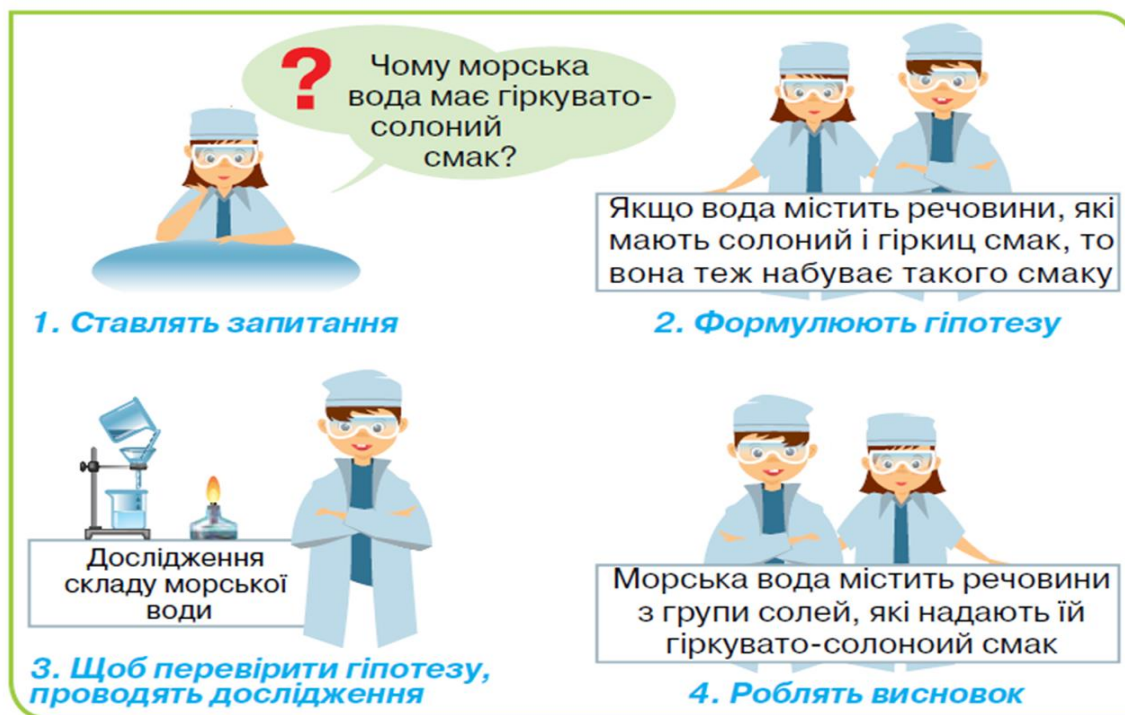 ?
Чому морська
вода має гіркувато-
солоний
смак?
1. Ставлять запитання
Якщо вода містить речовини, які
мають солоний і гіркиц смак, то
вона теж набуває такого смаку
2. Формулюють гіпотезу
Дослідження
складу морської
води
3. Щоб перевірити гіпотезу,
проводять дослідження
Морська вода містить речовини
з групи солей, які надають їй
гіркувато-солоноий смак
4. Роблять висновок